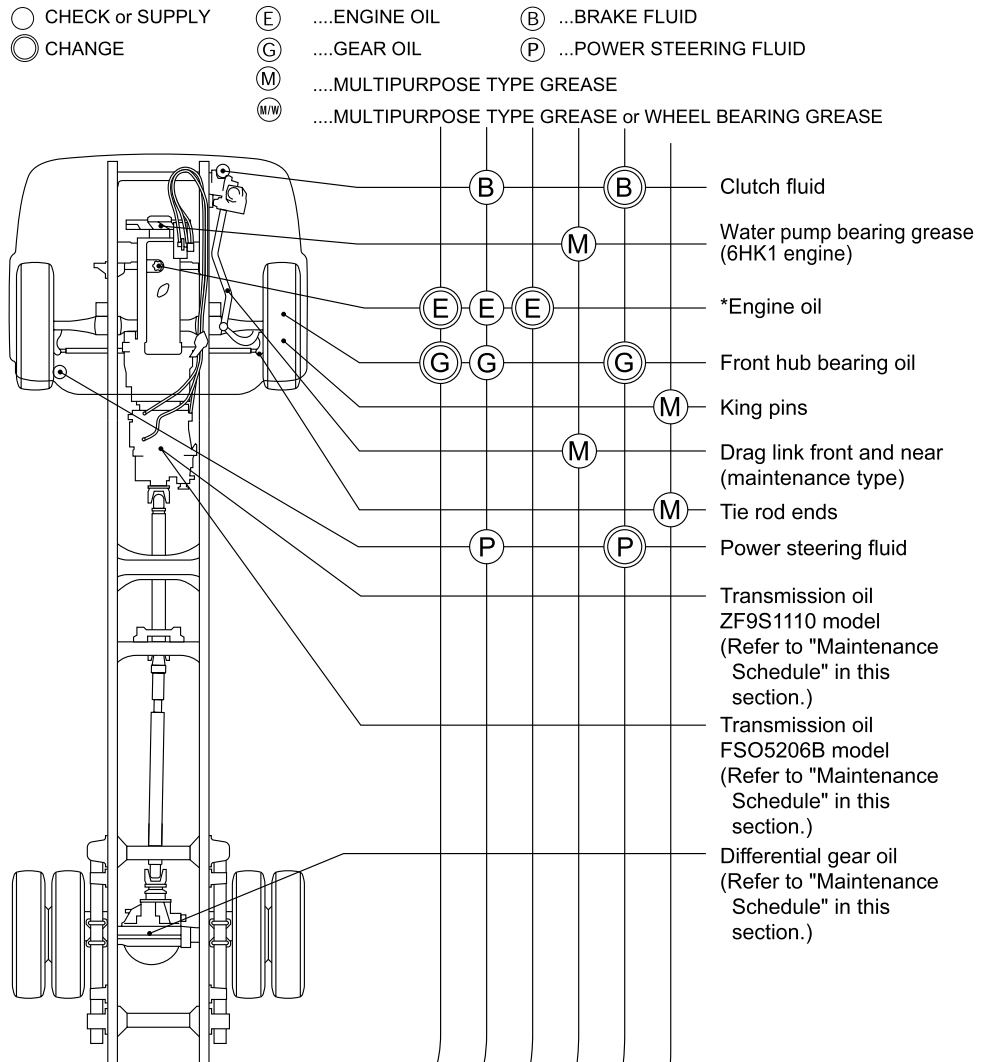 CHECK or SUPPLY
CHANGE
E ....ENGINE OIL
G ....GEAR OIL
M ....MULTIPURPOSE TYPE GREASE
M/W ....MULTIPURPOSE TYPE GREASE or WHEEL BEARING GREASE
B ...BRAKE FLUID
P ...POWER STEERING FLUID
B B Clutch fluid
M Water pump bearing grease
(6HK1 engine)
E E E *Engine oil
G G G Front hub bearing oil
M King pins
M Drag link front and near
(maintenance type)
M Tie rod ends
P P Power steering fluid
Transmission oil
ZF9S1110 model
(Refer to "Maintenance
Schedule" in this
section.)
Transmission oil
FSO5206B model
(Refer to "Maintenance
Schedule" in this
section.)
Differential gear oil
(Refer to "Maintenance
Schedule" in this
section.)